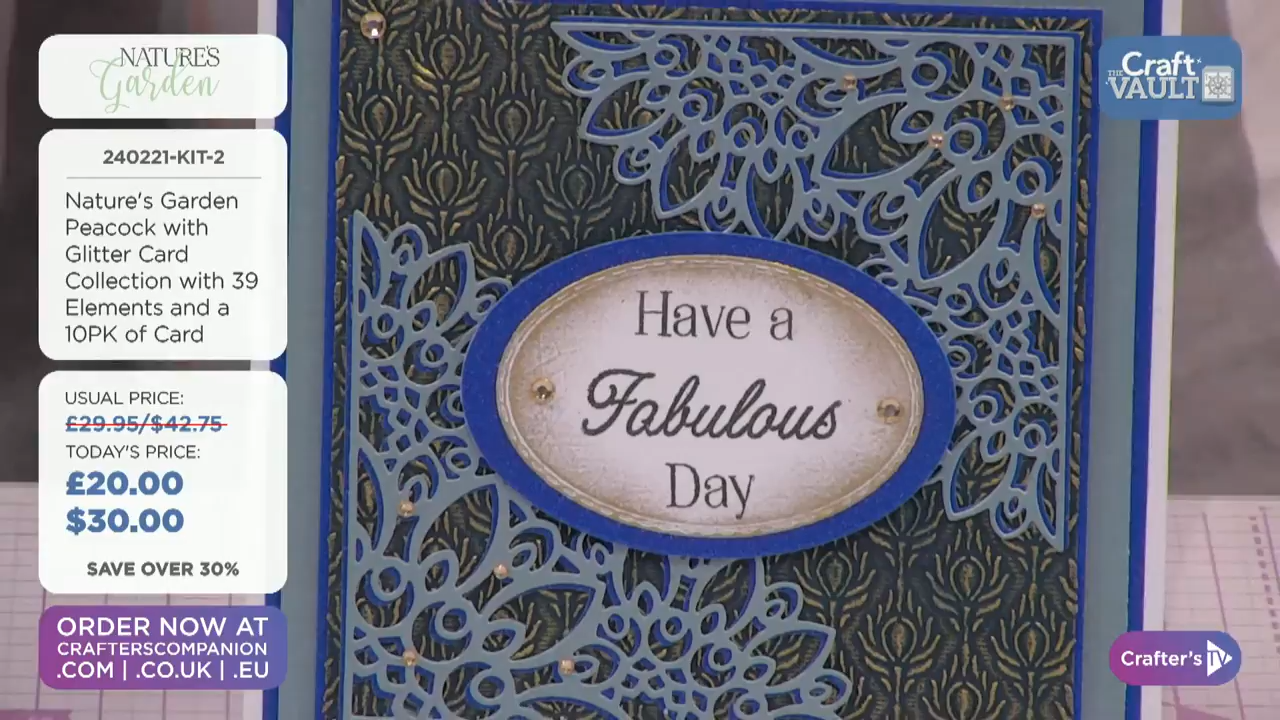 NATURE'S
Garden
240221-KIT-2
Nature's Garden
Peacock with
Glitter Card
Collection with 39
Elements and a
10PK of Card
USUAL PRICE:
£29.95/$42.75
TODAY'S PRICE:
£20.00
$30.00
SAVE OVER 30%
ORDER NOW AT
CRAFTERSCOMPANION
.COM | .CO.UK | .EU
Have a
Fabulous
Day
THE Craft
VAULT
Crafter's TV